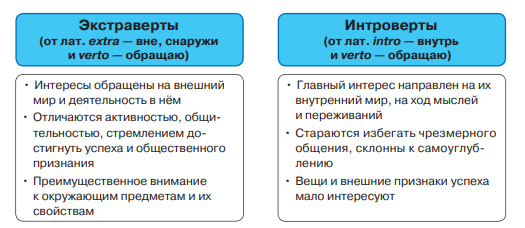 Экстраверты
(от лат. extra — вне, снаружи
и verto — обращаю)
• Интересы обращены на внешний
мир и деятельность в нём
• Отличаются активностью, общи-
тельностью, стремлением до-
стигнуть успеха и общественного
признания
• Преимущественное внимание
к окружающим предметам и их
свойствам
Интроверты
(от лат. intro — внутрь
и verto — обращаю)
• Главный интерес направлен на их
внутренний мир, на ход мыслей
и переживаний
• Стараются избегать чрезмерного
общения, склонны к самоуглуб-
лению
• Вещи и внешние признаки успеха
мало интересуют